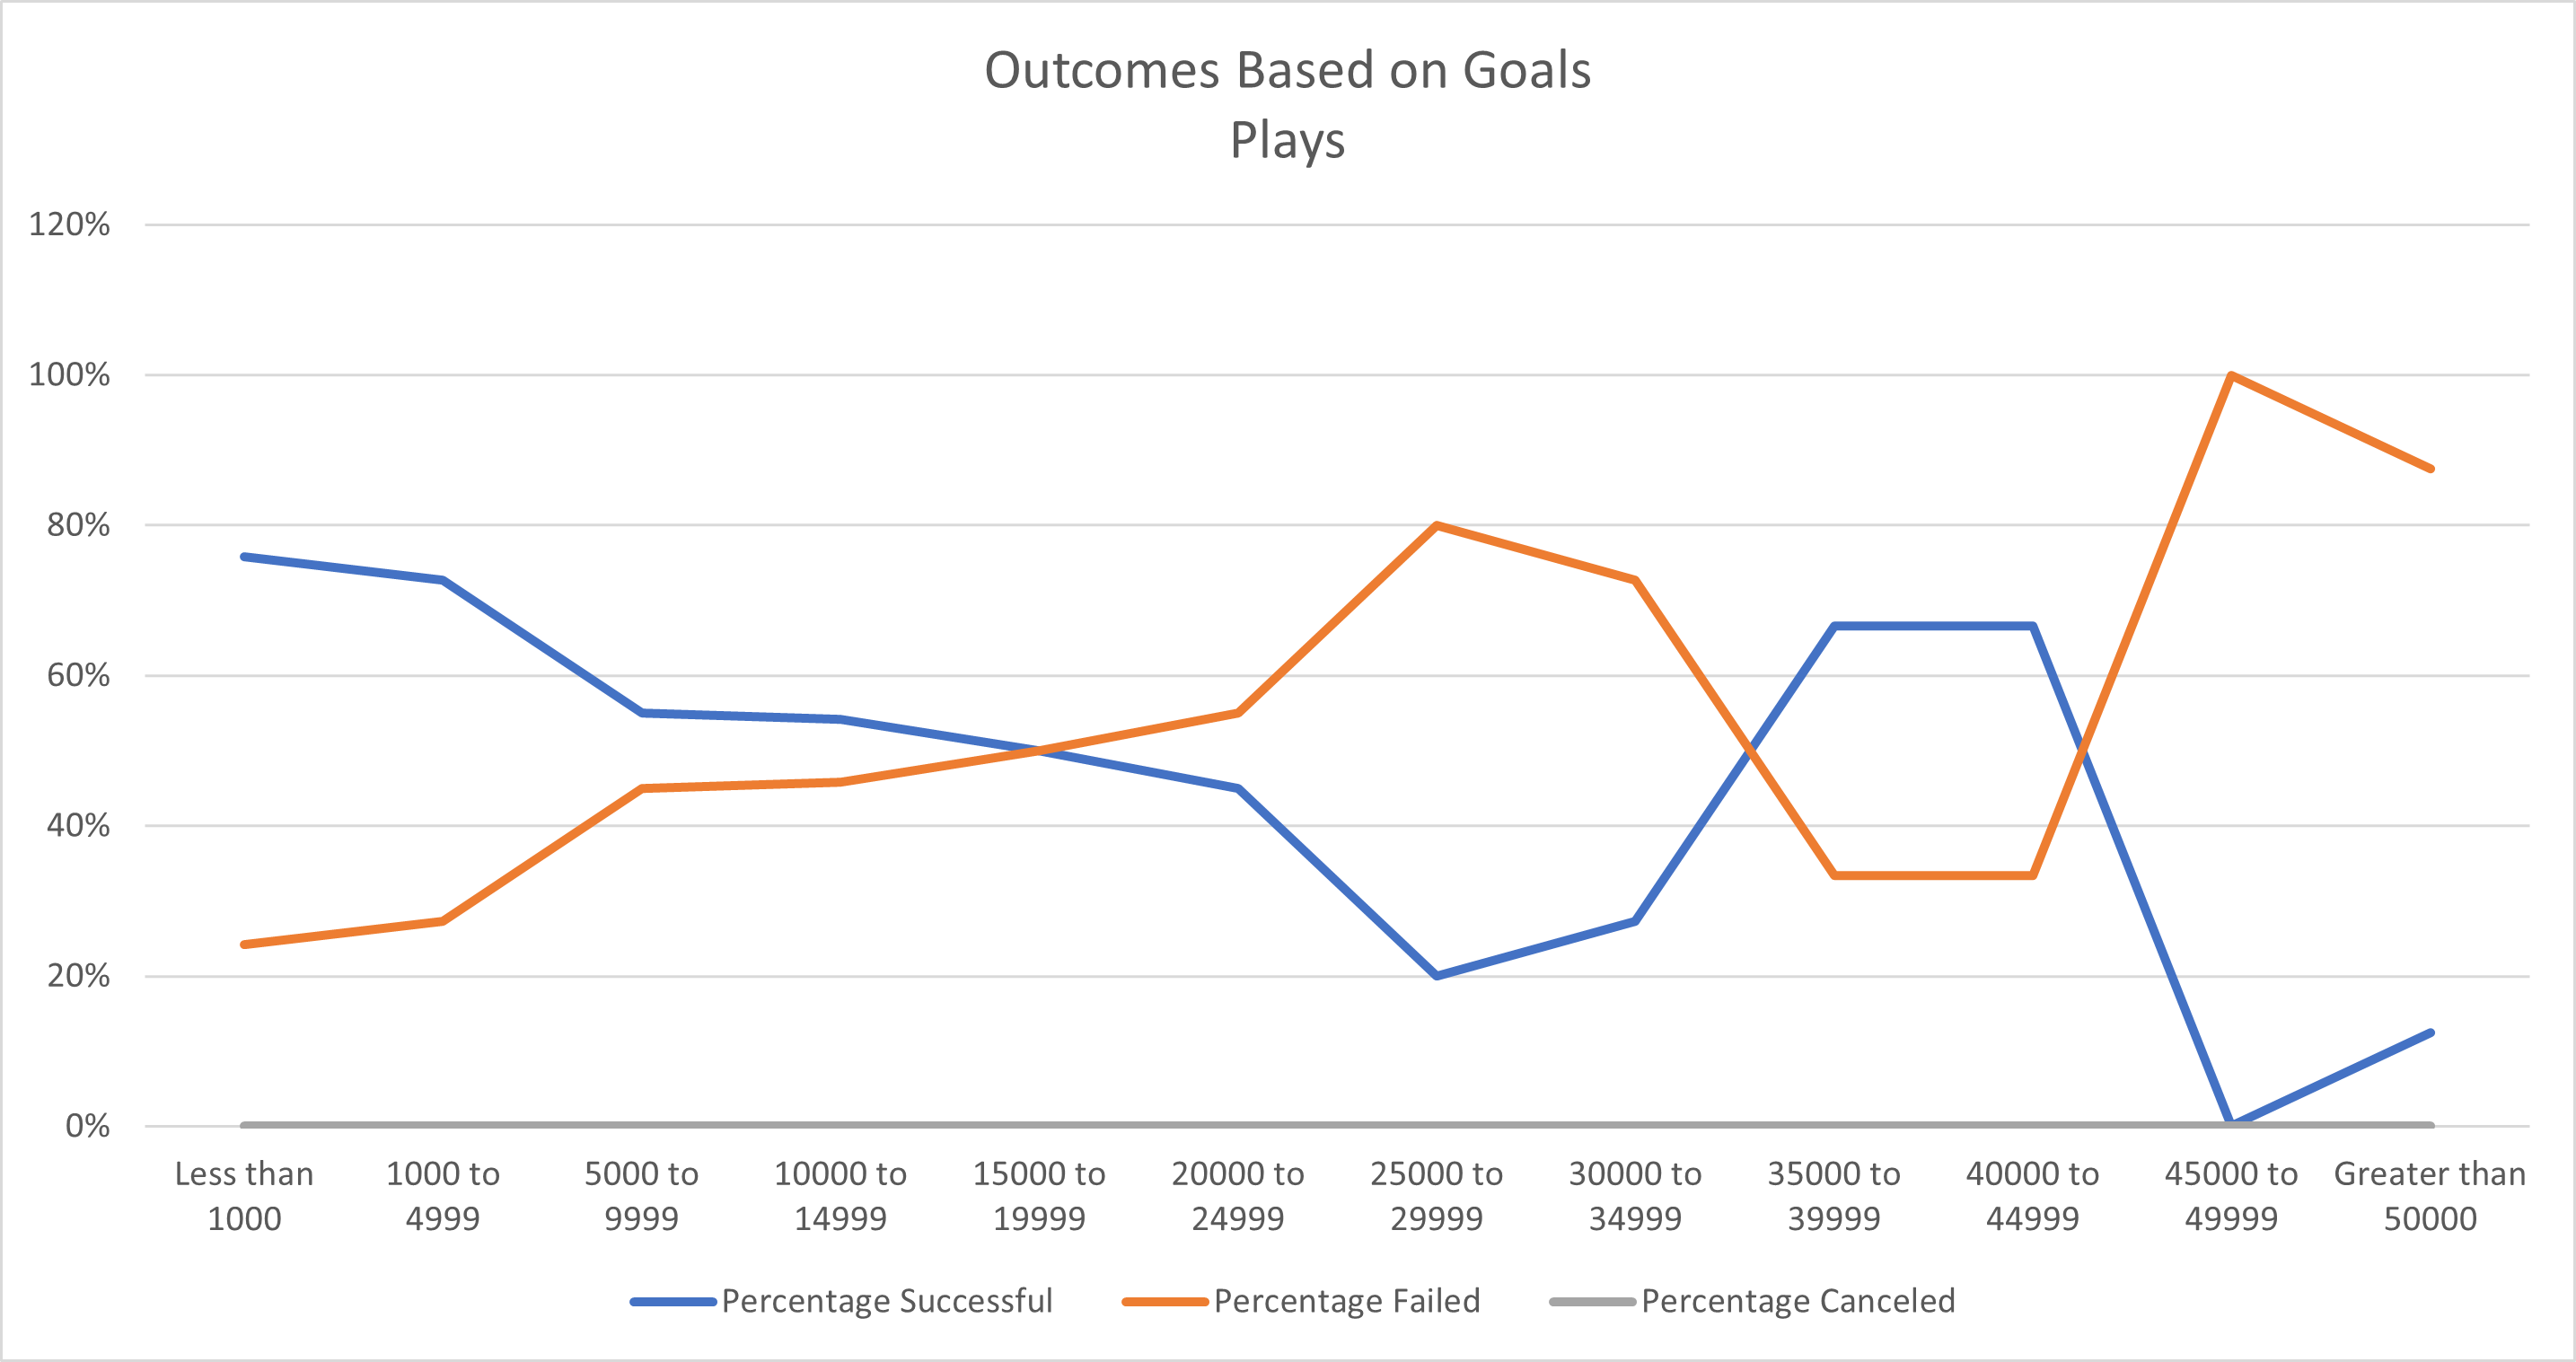 Outcomes Based on Goals
Plays
120%
100%
80%
60%
40%
20%
0%
Less than 1000
1000 to 4999
5000 to 9999
10000 to 14999
15000 to 19999
20000 to 24999
25000 to 29999
30000 to 34999
35000 to 39999
40000 to 44999
45000 to 49999
Greater than 50000
Percentage Successful
Percentage Failed
Percentage Canceled